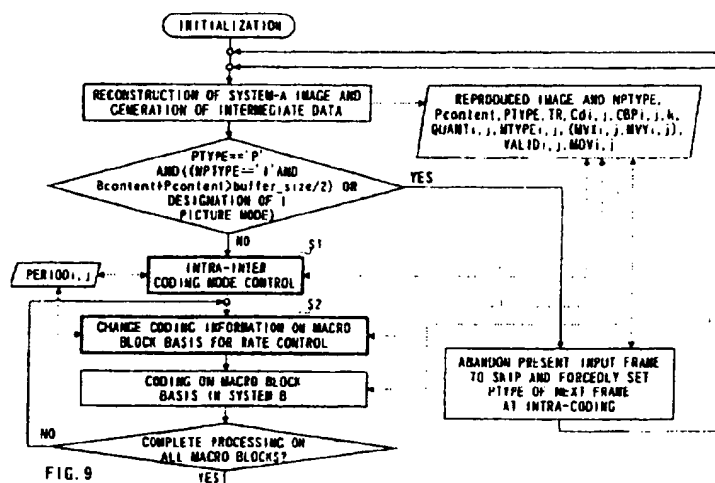 INITIALIZATION
RECONSTRUCTION OF SYSTEM-A IMAGE AND
GENERATION OF INTERMEDIATE DATA
REPRODUCED IMAGE AND NPTYPE,
Pcontent, PTYPE, TR, Cdi, j, CBPi, j, k,
QUANTi, j, MTYPEi, j, (MVXi, j, MVYi, j),
VALIDi, j, MOVi, j
PTYPE=='P'
AND((NPTYPE=='I' AND
Bcontent+Pcontent>buffer_size/2) OR
DESIGNATION OF I
PICTURE MODE)
YES
NO
S1
PERIODi, j
INTRA-INTER
CODING MODE CONTROL
S2
CHANGE CODING INFORMATION ON MACRO
BLOCK BASIS FOR RATE CONTROL
CODING ON MACRO BLOCK
BASIS IN SYSTEM B
ABANDON PRESENT INPUT FRAME
TO SKIP AND FORCEDLY SET
PTYPE OF NEXT FRAME
AT INTRA-CODING
NO
COMPLETE PROCESSING ON
ALL MACRO BLOCKS?
YES
FIG. 9